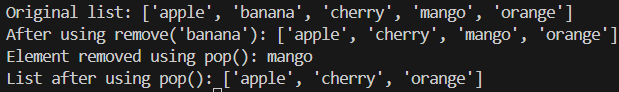 Original list: ['apple', 'banana', 'cherry', 'mango', 'orange']
After using remove('banana'): ['apple', 'cherry', 'mango', 'orange']
Element removed using pop(): mango
List after using pop(): ['apple', 'cherry', 'orange']